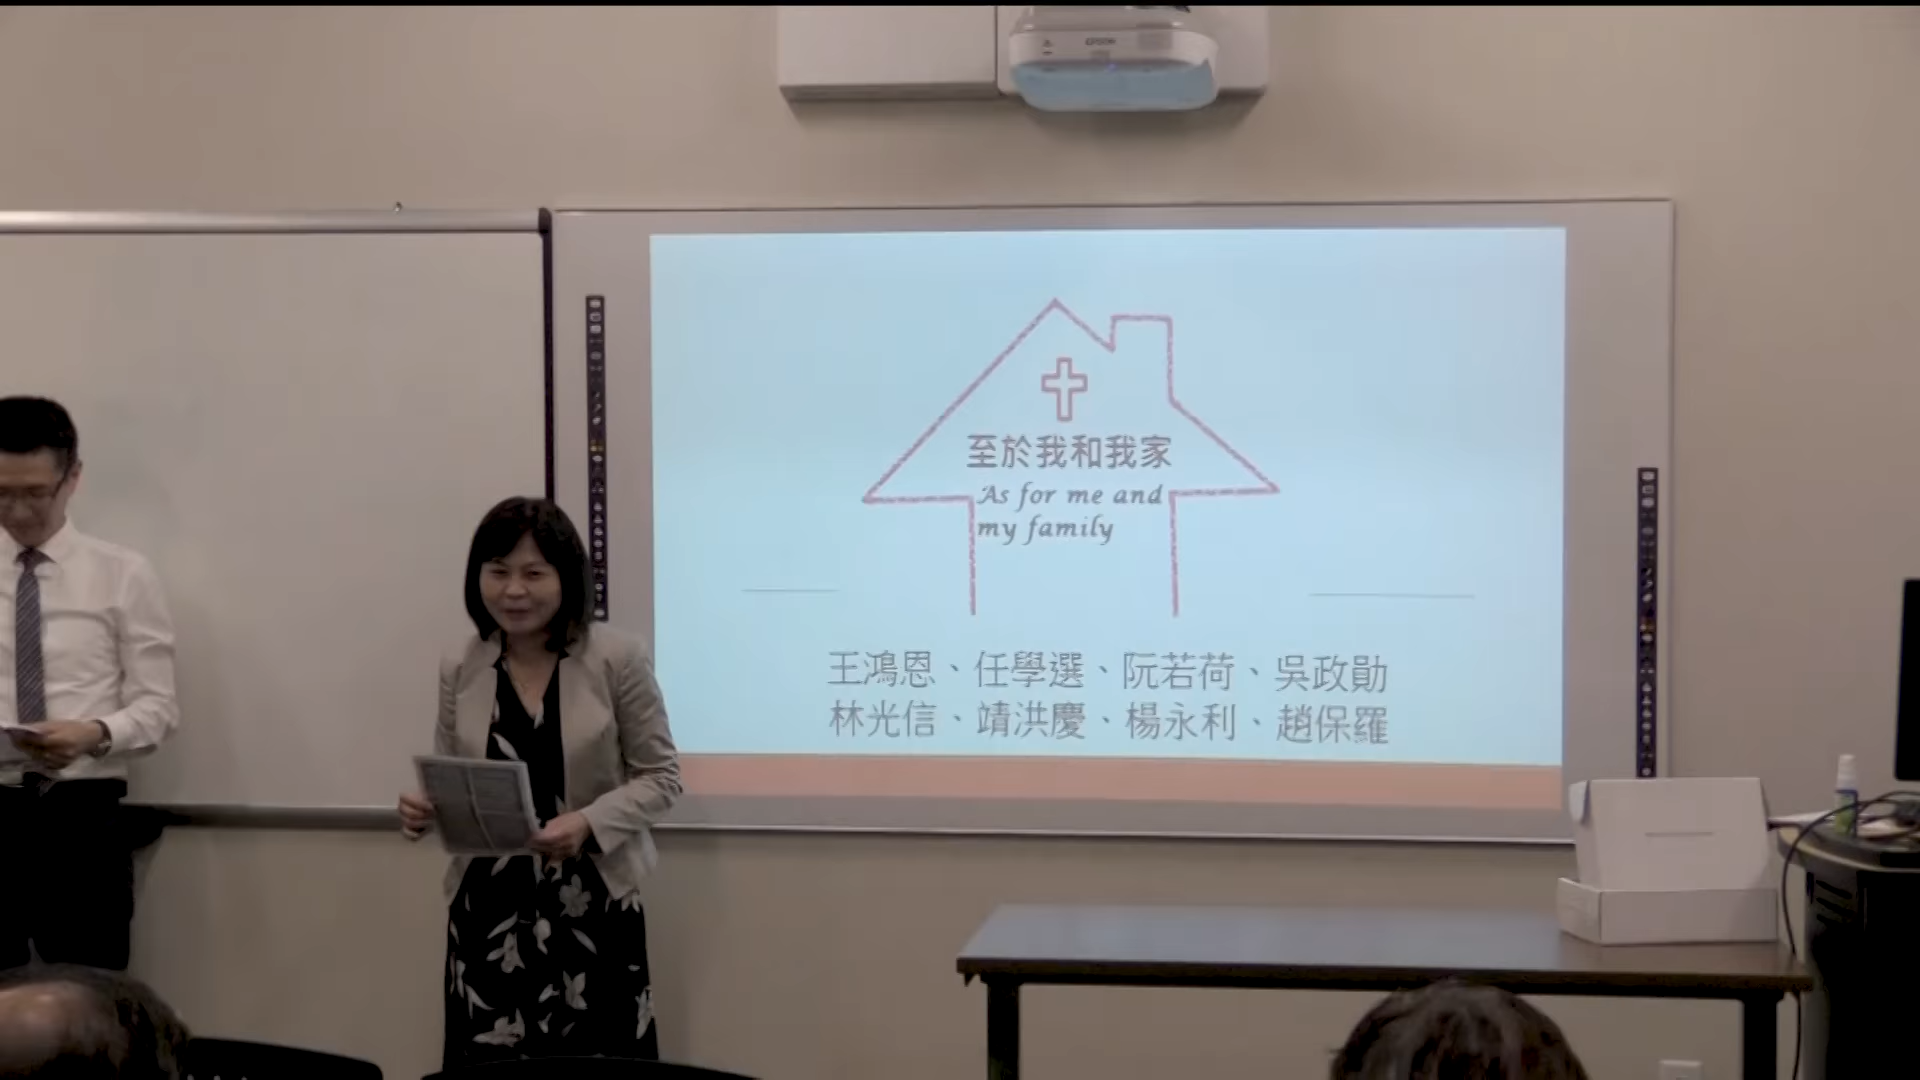 EPSON
至於我和我家
As for me and
my family
王鴻恩、任學選、阮若荷、吳政勛
林光信、靖洪慶、楊永利、趙保羅